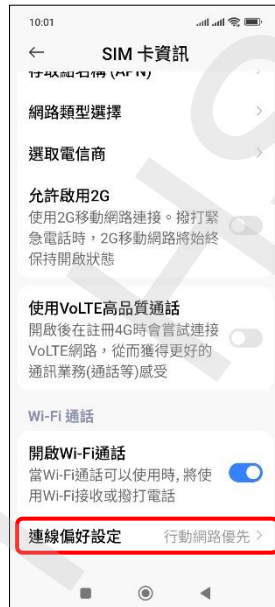 10:01
SIM 卡資訊
存取點名稱 (APN)
網路類型選擇
選取電信商
允許啟用2G
使用2G移動網路連接。撥打緊
急電話時，2G移動網路將始終
保持開啟狀態
使用VoLTE高品質通話
開啟後在註冊4G時會嘗試連接
VoLTE網路，從而獲得更好的
通訊業務(通話等)感受
Wi-Fi 通話
開啟Wi-Fi通話
當Wi-Fi通話可以使用時, 將使
用Wi-Fi接收或撥打電話
連線偏好設定 行動網路優先